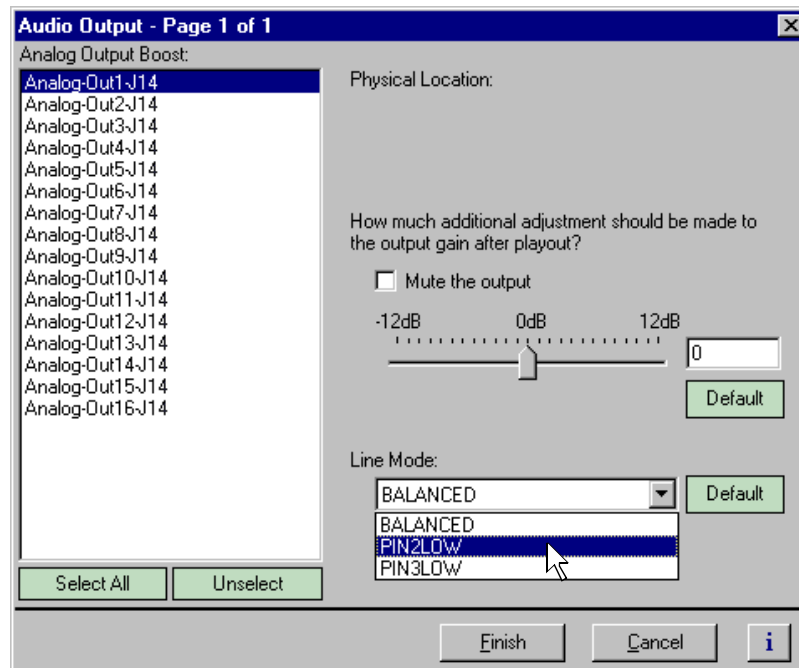 Audio Output - Page 1 of 1
Analog Output Boost:
Analog-Out1-J14
Analog-Out2-J14
Analog-Out3-J14
Analog-Out4-J14
Analog-Out5-J14
Analog-Out6-J14
Analog-Out7-J14
Analog-Out8-J14
Analog-Out9-J14
Analog-Out10-J14
Analog-Out11-J14
Analog-Out12-J14
Analog-Out13-J14
Analog-Out14-J14
Analog-Out15-J14
Analog-Out16-J14
Select All Unselect
Physical Location:
How much additional adjustment should be made to
the output gain after playout?
Mute the output
-12dB 0dB 12dB
0
Default
Line Mode:
BALANCED Default
BALANCED
PIN2LOW
PIN3LOW
Finish Cancel i